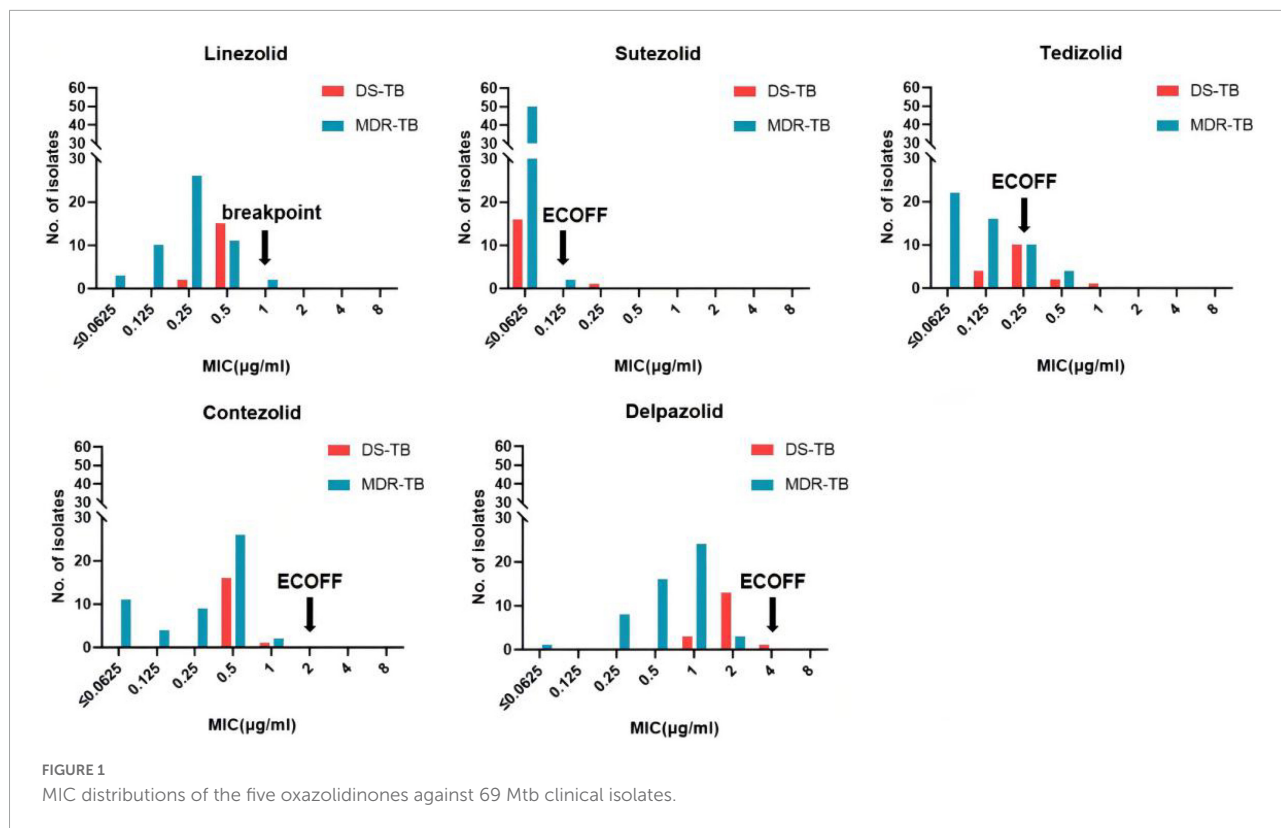 Linezolid
60
50
40
30
30
20
10
0
No. of isolates
DS-TB
MDR-TB
breakpoint
≤0.0625
0.125
0.25
0.5
1
2
4
8
MIC(µg/ml)
Sutezolid
60
50
40
30
30
20
10
0
No. of isolates
DS-TB
MDR-TB
ECOFF
≤0.0625
0.125
0.25
0.5
1
2
4
8
MIC(µg/ml)
Tedizolid
60
50
40
30
30
20
10
0
No. of isolates
DS-TB
MDR-TB
ECOFF
≤0.0625
0.125
0.25
0.5
1
2
4
8
MIC(µg/ml)
Contezolid
60
50
40
30
30
20
10
0
No. of isolates
DS-TB
MDR-TB
ECOFF
≤0.0625
0.125
0.25
0.5
1
2
4
8
MIC(µg/ml)
Delpazolid
60
50
40
30
30
20
10
0
No. of isolates
DS-TB
MDR-TB
ECOFF
≤0.0625
0.125
0.25
0.5
1
2
4
8
MIC(µg/ml)
FIGURE 1
MIC distributions of the five oxazolidinones against 69 Mtb clinical isolates.